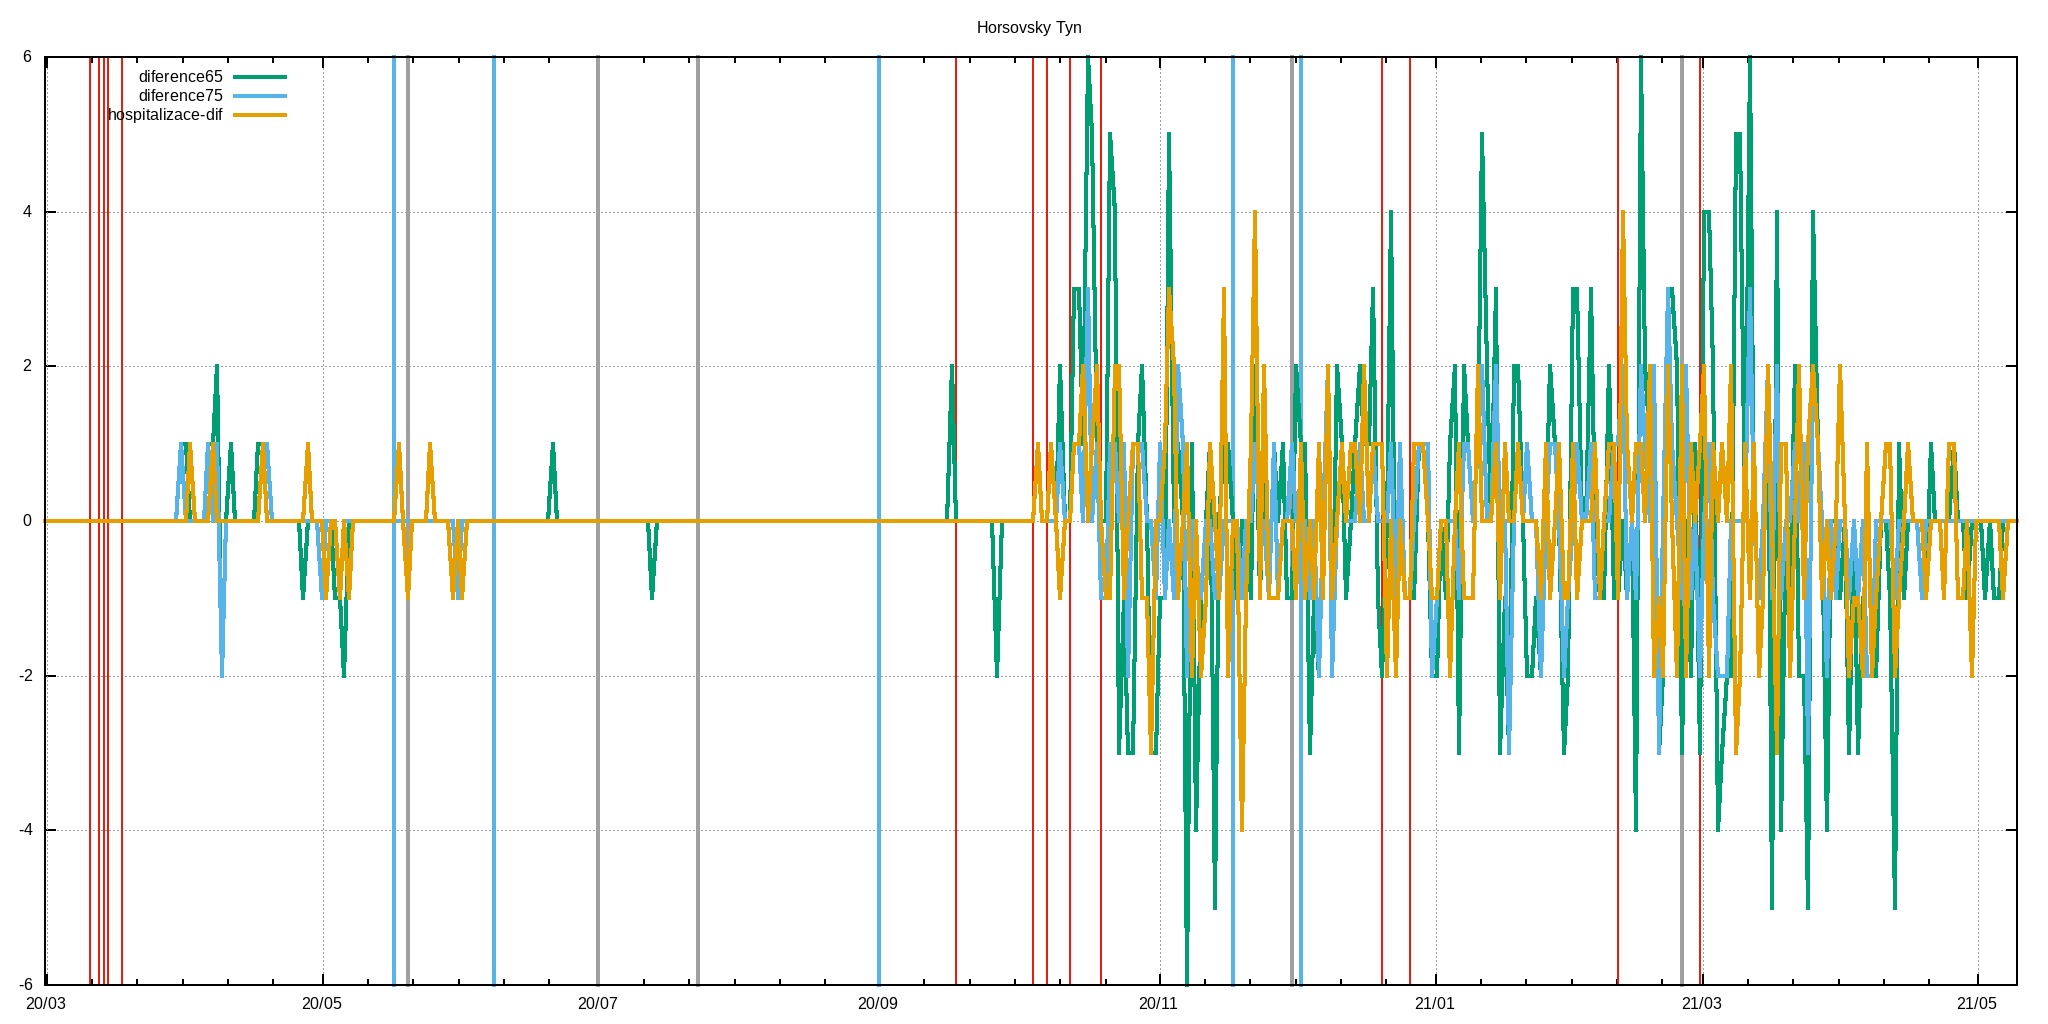 Horsovsky Tyn
diference65
diference75
hospitalizace-dif
6
4
2
0
-2
-4
-6
20/03 20/05 20/07 20/09 20/11 21/01 21/03 21/05